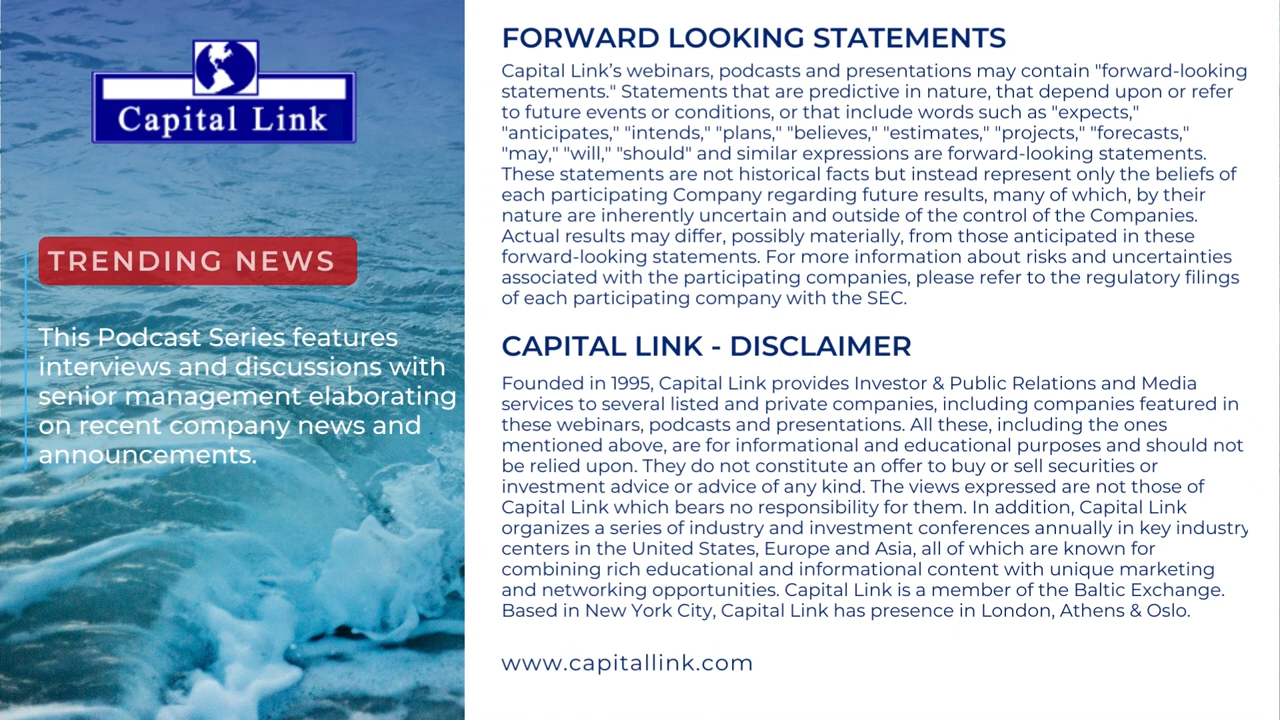 Capital Link
TRENDING NEWS
This Podcast Series features
interviews and discussions with
senior management elaborating
on recent company news and
announcements.
FORWARD LOOKING STATEMENTS
Capital Link’s webinars, podcasts and presentations may contain "forward-looking
statements." Statements that are predictive in nature, that depend upon or refer
to future events or conditions, or that include words such as "expects,"
"anticipates," "intends," "plans," "believes," "estimates," "projects," "forecasts,"
"may," "will," "should" and similar expressions are forward-looking statements.
These statements are not historical facts but instead represent only the beliefs of
each participating Company regarding future results, many of which, by their
nature are inherently uncertain and outside of the control of the Companies.
Actual results may differ, possibly materially, from those anticipated in these
forward-looking statements. For more information about risks and uncertainties
associated with the participating companies, please refer to the regulatory filings
of each participating company with the SEC.
CAPITAL LINK - DISCLAIMER
Founded in 1995, Capital Link provides Investor & Public Relations and Media
services to several listed and private companies, including companies featured in
these webinars, podcasts and presentations. All these, including the ones
mentioned above, are for informational and educational purposes and should not
be relied upon. They do not constitute an offer to buy or sell securities or
investment advice or advice of any kind. The views expressed are not those of
Capital Link which bears no responsibility for them. In addition, Capital Link
organizes a series of industry and investment conferences annually in key industry
centers in the United States, Europe and Asia, all of which are known for
combining rich educational and informational content with unique marketing
and networking opportunities. Capital Link is a member of the Baltic Exchange.
Based in New York City, Capital Link has presence in London, Athens & Oslo.
www.capitallink.com